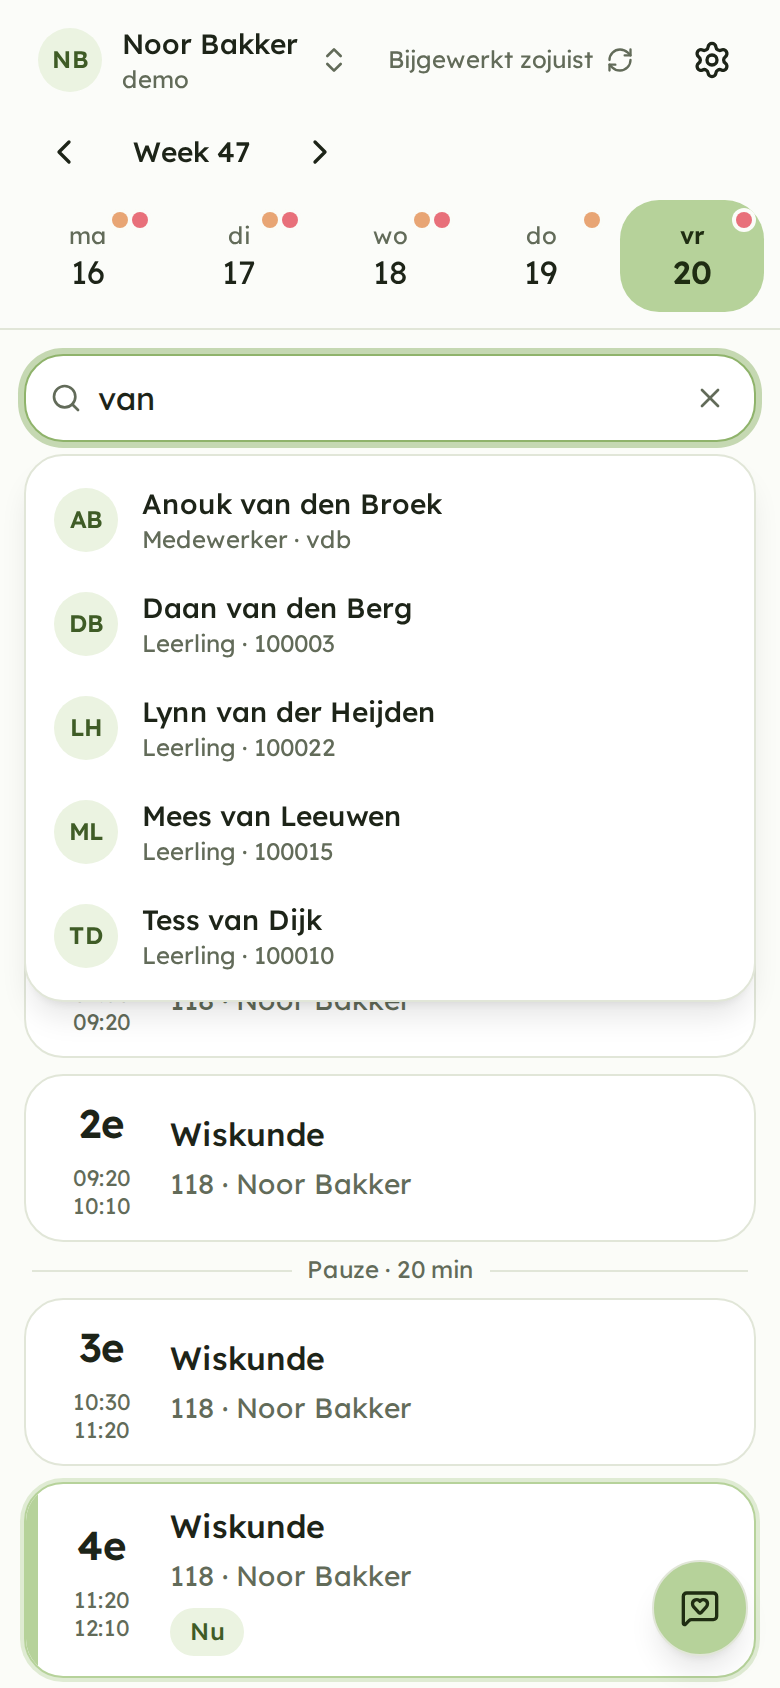 NB
Noor Bakker
demo
Bijgewerkt zojuist
Week 47
ma
16
di
17
wo
18
do
19
vr
20
van
AB
Anouk van den Broek
Medewerker · vdb
DB
Daan van den Berg
Leerling · 100003
LH
Lynn van der Heijden
Leerling · 100022
ML
Mees van Leeuwen
Leerling · 100015
TD
Tess van Dijk
Leerling · 100010
118 · Noor Bakker
09:20
2e
Wiskunde
09:20
118 · Noor Bakker
10:10
Pauze · 20 min
3e
Wiskunde
10:30
118 · Noor Bakker
11:20
4e
Wiskunde
118 · Noor Bakker
11:20
12:10
Nu